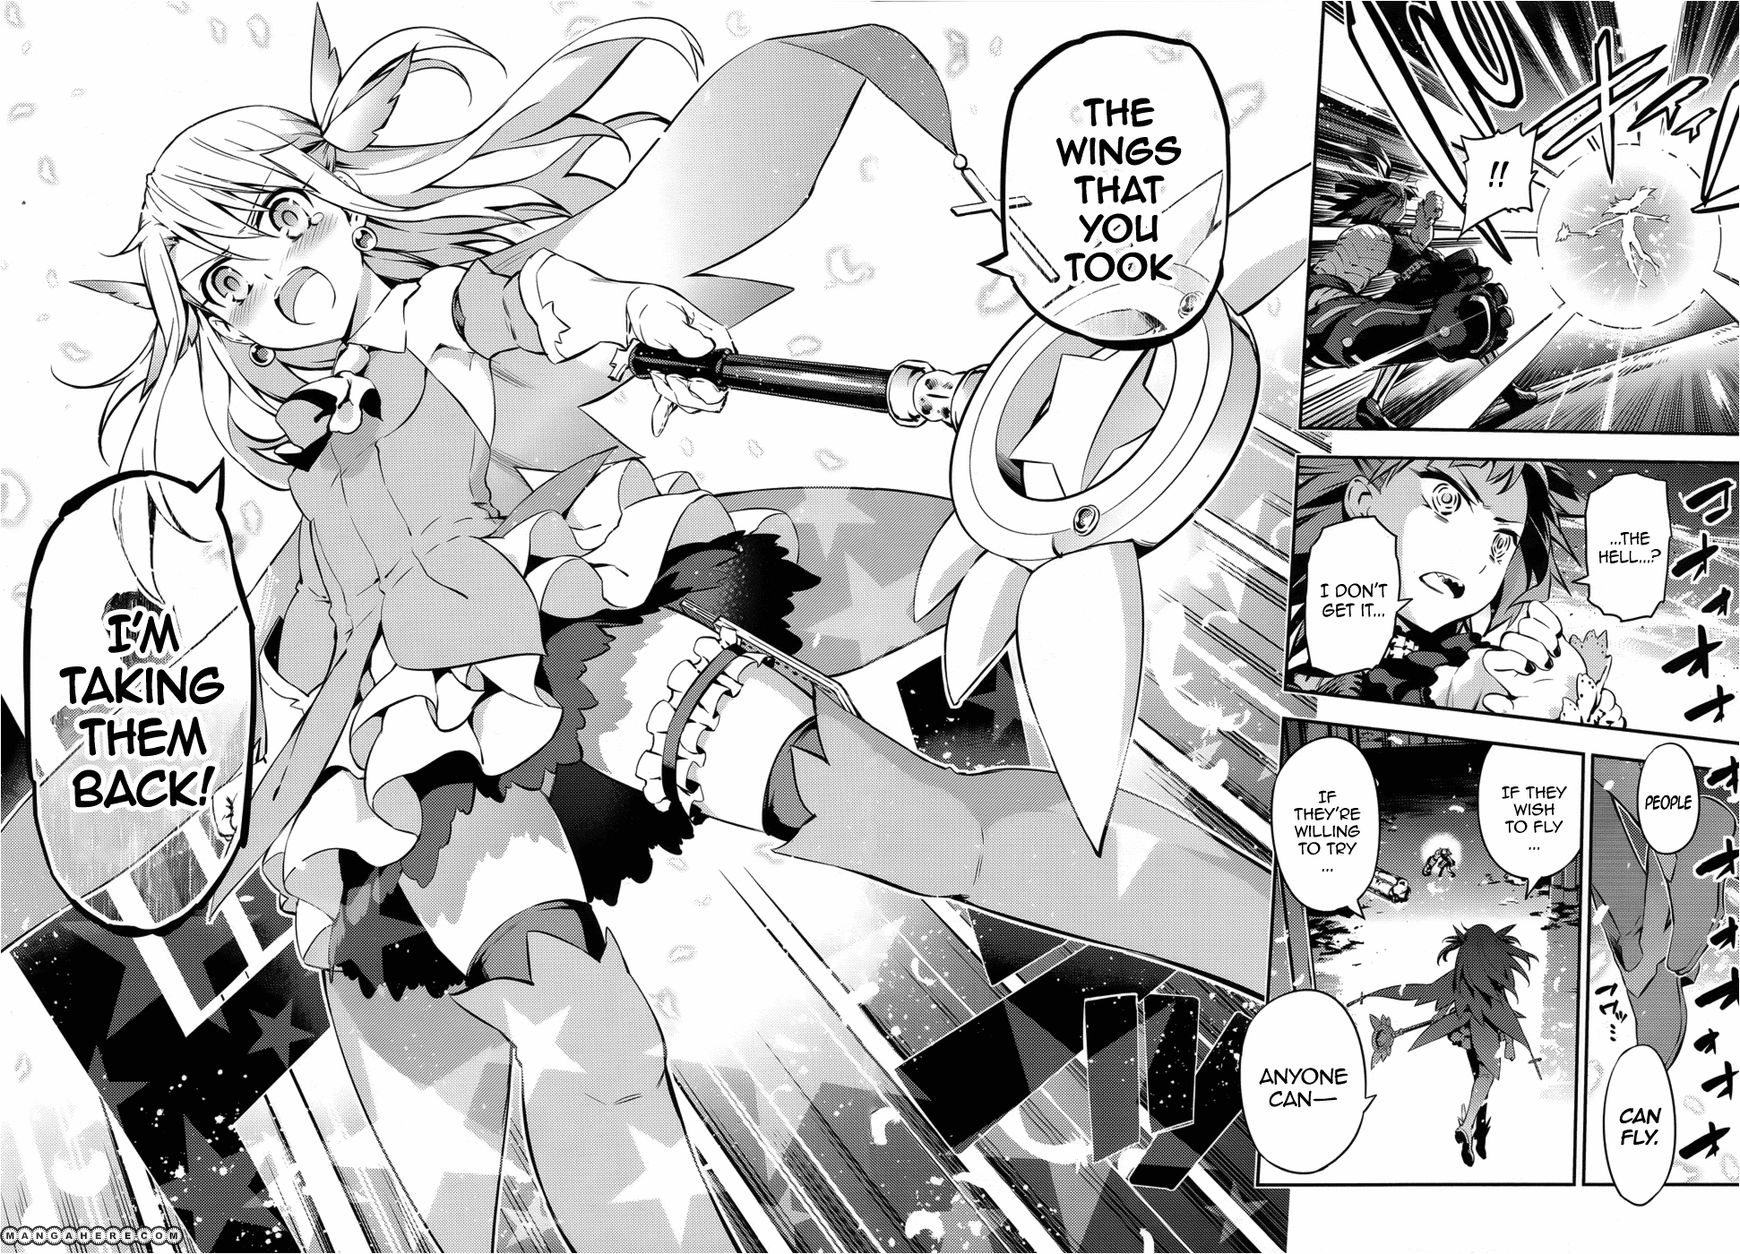 !!
...THE
HELL...?
I DON'T
GET IT...
PEOPLE
CAN
FLY.
IF THEY
WISH
TO FLY
...
IF
THEY'RE
WILLING
TO TRY
...
ANYONE
CAN—
THE
WINGS
THAT
YOU
TOOK
I'M
TAKING
THEM
BACK!
MANGAHERE.COM